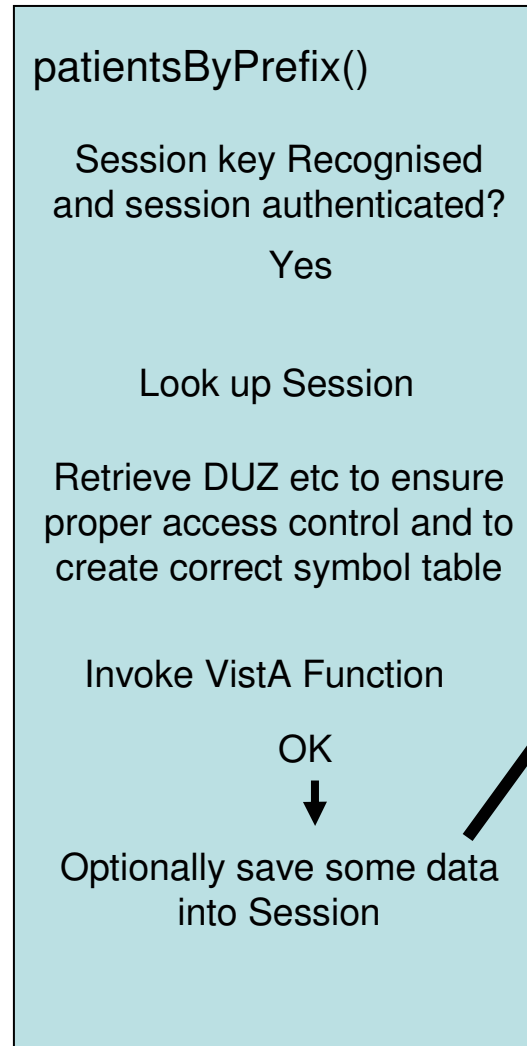 patientsByPrefix()
Session key Recognised
and session authenticated?
Yes
Look up Session
Retrieve DUZ etc to ensure
proper access control and to
create correct symbol table
Invoke VistA Function
OK
Optionally save some data
into Session